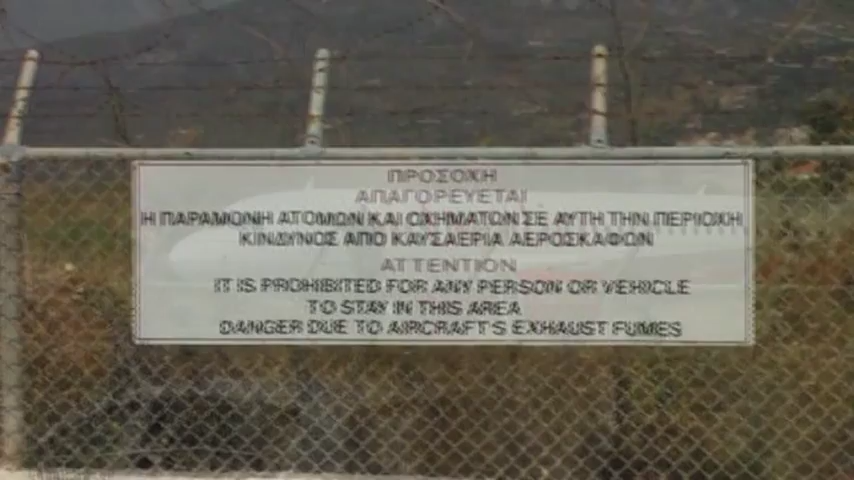 ΠΡΟΣΟΧΗ
ΑΠΑΓΟΡΕΥΕΤΑΙ
Η ΠΑΡΑΜΟΝΗ ΑΤΟΜΩΝ ΚΑΙ ΟΧΗΜΑΤΩΝ ΣΕ ΑΥΤΗ ΤΗΝ ΠΕΡΙΟΧΗ
ΚΙΝΔΥΝΟΣ ΑΠΟ ΚΑΥΣΑΕΡΙΑ ΑΕΡΟΣΚΑΦΩΝ
ATTENTION
IT IS PROHIBITED FOR ANY PERSON OR VEHICLE
TO STAY IN THIS AREA
DANGER DUE TO AIRCRAFT'S EXHAUST FUMES